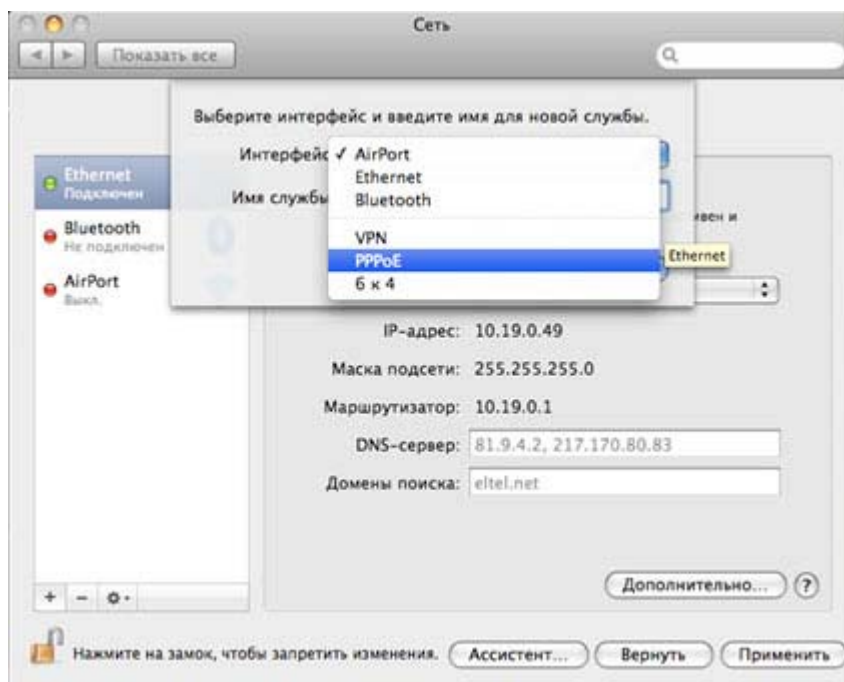 Сеть
Показать все
Выберите интерфейс и введите имя для новой службы.
Интерфейс ✓ AirPort
Ethernet
Bluetooth
VPN
PPPoE
6 к 4
Имя службы
Ethernet
Ethernet
Подключен
Bluetooth
Не подключен
AirPort
Выкл.
IP-адрес: 10.19.0.49
Маска подсети: 255.255.255.0
Маршрутизатор: 10.19.0.1
DNS-сервер: 81.9.4.2, 217.170.80.83
Домены поиска: eltel.net
Дополнительно... ?
+ -
Нажмите на замок, чтобы запретить изменения. Ассистент... Вернуть Применить